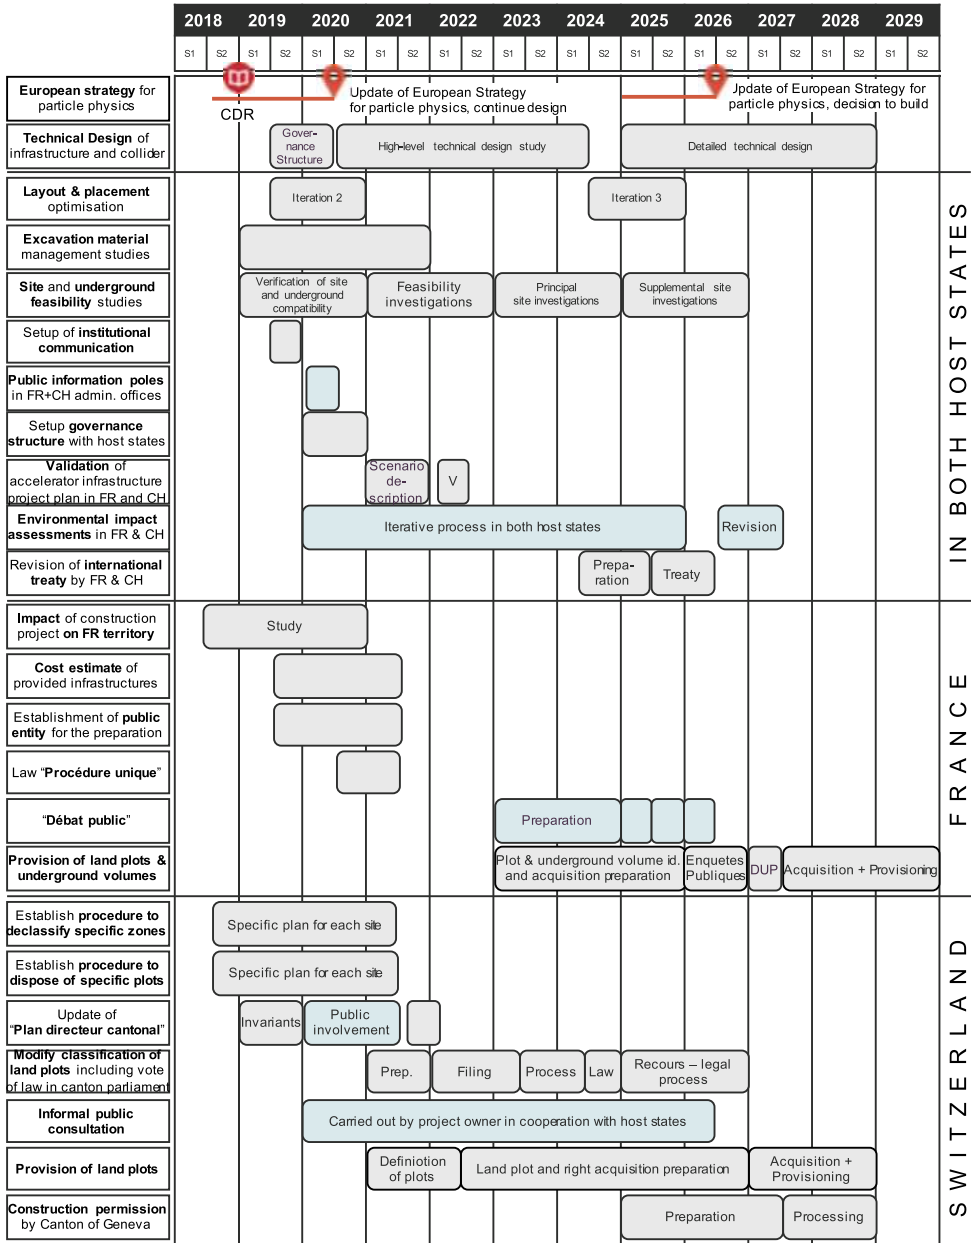 2018 2019 2020 2021 2022 2023 2024 2025 2026 2027 2028 2029
S1 S2 S1 S2 S1 S2 S1 S2 S1 S2 S1 S2 S1 S2 S1 S2 S1 S2 S1 S2 S1 S2 S1 S2
European strategy for
particle physics
CDR
Update of European Strategy
for particle physics, continue design
Update of European Strategy for
particle physics, decision to build
Technical Design of
infrastructure and collider
Gover-
nance
Structure
High-level technical design study
Detailed technical design
IN BOTH HOST STATES
Layout & placement
optimisation
Iteration 2
Iteration 3
Excavation material
management studies
Site and underground
feasibility studies
Verification of site
and underground
compatibility
Feasibility
investigations
Principal
site investigations
Supplemental site
investigations
Setup of institutional
communication
Public information poles
in FR+CH admin. offices
Setup governance
structure with host states
Validation of
accelerator infrastructure
project plan in FR and CH
Scenario
de-
scription
V
Environmental impact
assessments in FR & CH
Iterative process in both host states
Revision
Revision of international
treaty by FR & CH
Prepa-
ration
Treaty
FRANCE
Impact of construction
project on FR territory
Study
Cost estimate of
provided infrastructures
Establishment of public
entity for the preparation
Law “Procédure unique”
“Débat public”
Preparation
Provision of land plots &
underground volumes
Plot & underground volume id.
and acquisition preparation
Enquetes
Publiques
DUP
Acquisition + Provisioning
SWITZERLAND
Establish procedure to
declassify specific zones
Specific plan for each site
Establish procedure to
dispose of specific plots
Specific plan for each site
Update of
“Plan directeur cantonal”
Invariants
Public
involvement
Modify classification of
land plots including vote
of law in canton parliament
Prep.
Filing
Process
Law
Recours – legal
process
Informal public
consultation
Carried out by project owner in cooperation with host states
Provision of land plots
Definiotion
of plots
Land plot and right acquisition preparation
Acquisition +
Provisioning
Construction permission
by Canton of Geneva
Preparation
Processing